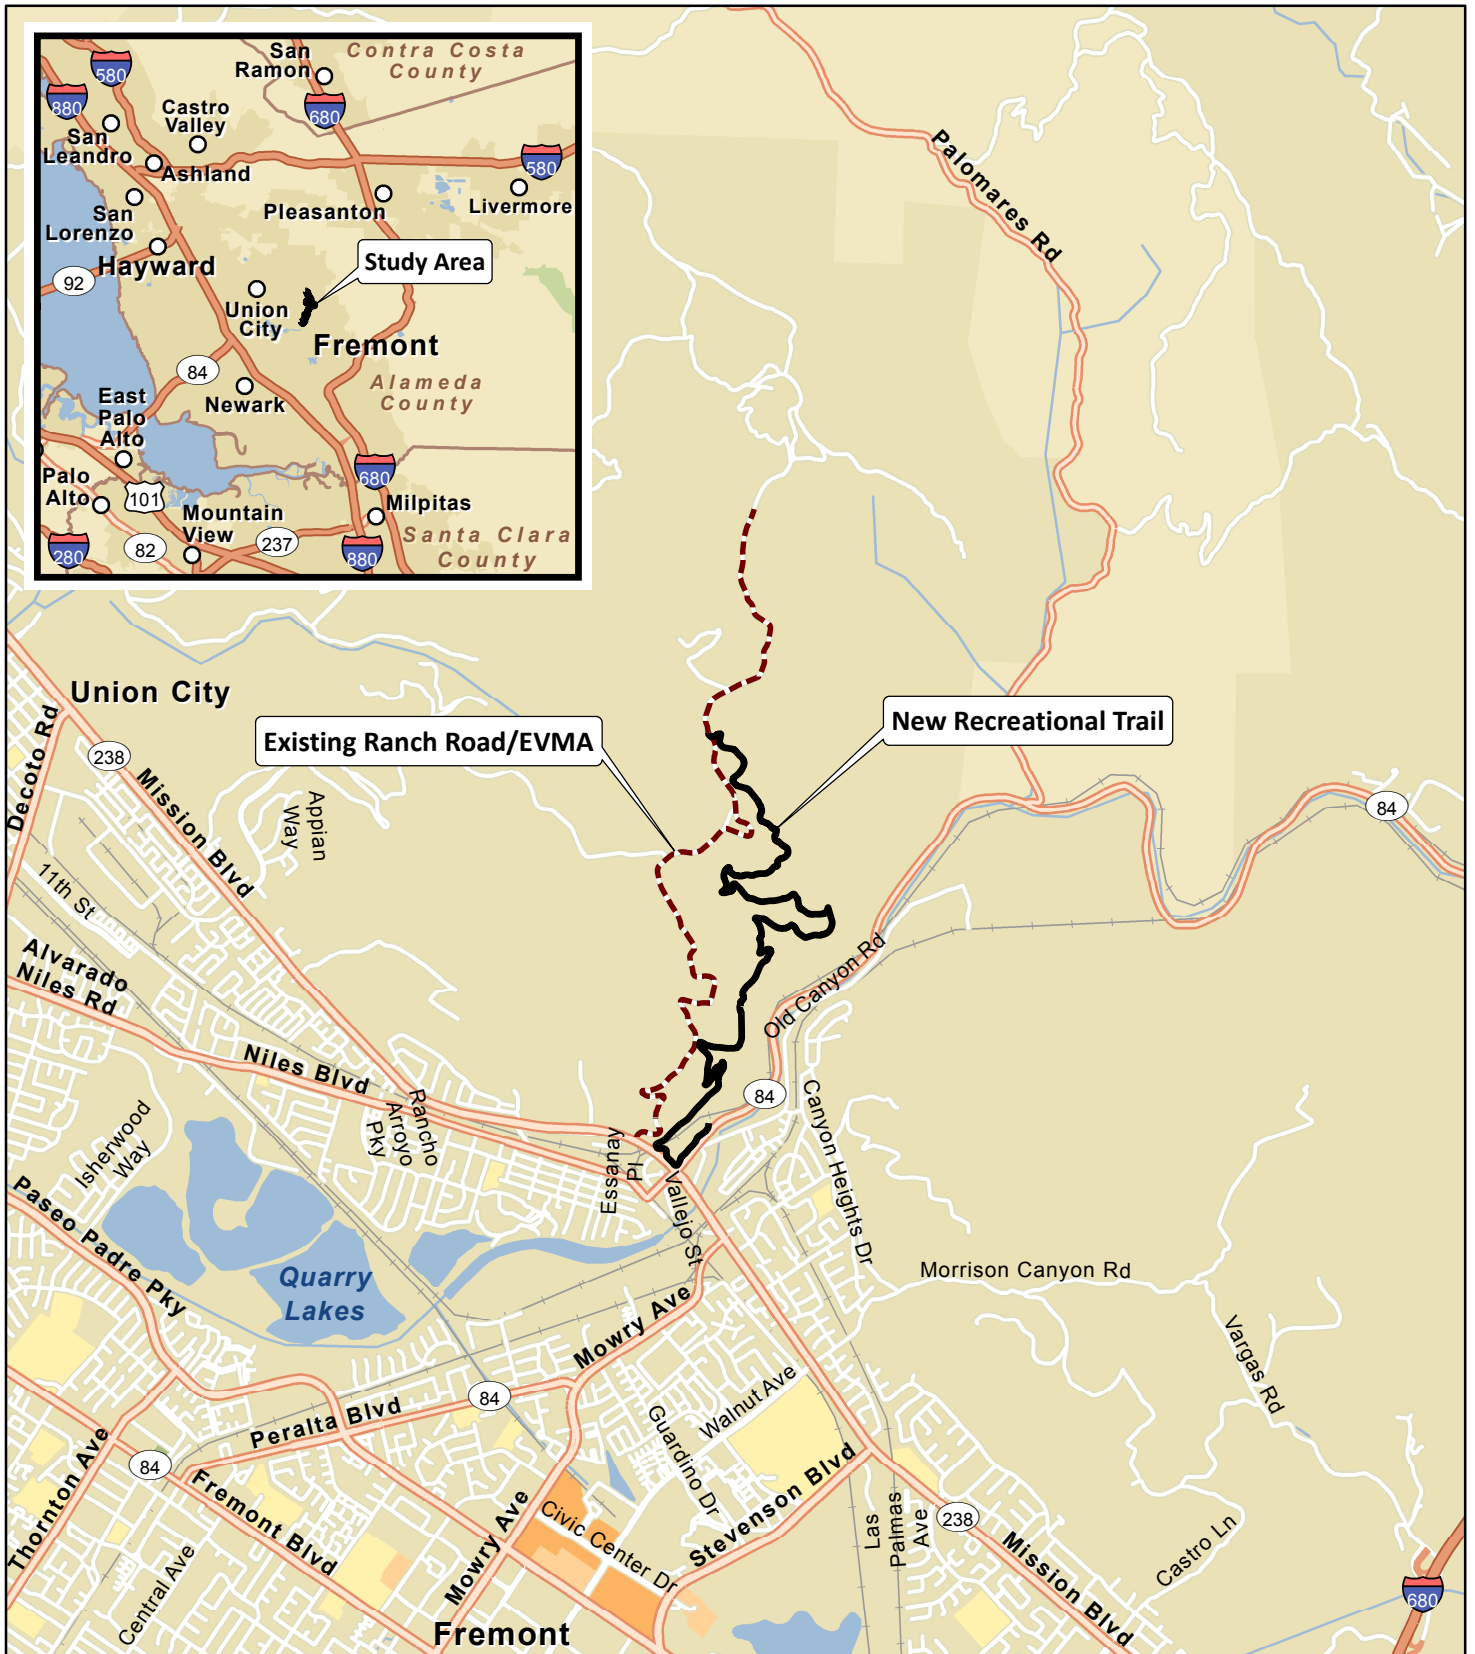 San
Ramon
Contra Costa
County
580
880
680
Castro
Valley
San
Leandro
Ashland
580
Pleasanton
Livermore
San
Lorenzo
Hayward
92
Study Area
Union
City
Fremont
84
Alameda
County
Newark
East
Palo
Alto
Palo
Alto
101
680
Milpitas
Mountain
View
237
Santa Clara
County
280
82
880
Palomares Rd
Union City
Decoto Rd
238
Mission Blvd
Existing Ranch Road/EVMA
New Recreational Trail
84
Appian
Way
11th St
Alvarado
Niles Rd
Old Canyon Rd
Niles Blvd
84
Rancho
Arroyo
Pky
Isherwood
Way
Canyon Heights Dr
Essanay
Pl
Vallejo St
Paseo Padre Pky
Quarry
Lakes
Morrison Canyon Rd
Mowry Ave
Vargas Rd
Walnut Ave
84
Peralta Blvd
Guardino Dr
84
Thornton Ave
Fremont Blvd
Stevenson Blvd
Mowry Ave
Civic Center Dr
Las
Palmas
Ave
238
Mission Blvd
Castro Ln
680
Central Ave
Fremont